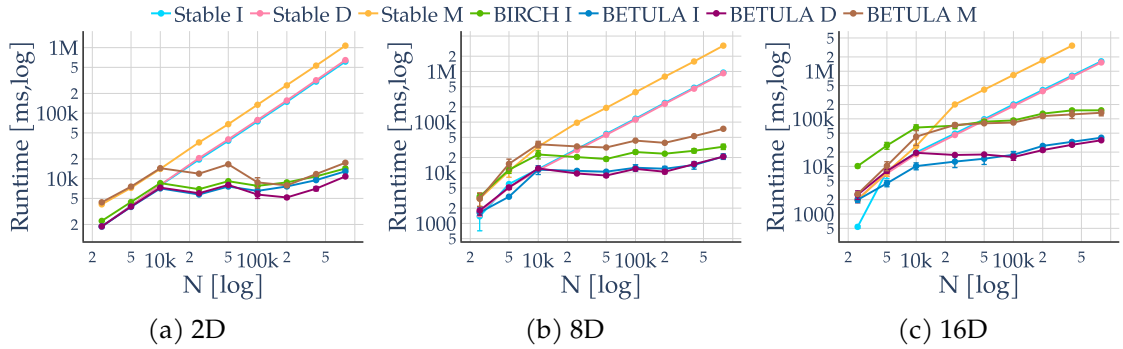 Stable I Stable D Stable M BIRCH I BETULA I BETULA D BETULA M
Runtime [ms,log]
1M
5
2
100k
5
2
10k
5
2
2 5 10k 2 5 100k 2 5
N [log]
(a) 2D
Runtime [ms,log]
2
1M
5
2
100k
5
2
10k
5
2
1000
5
2 5 10k 2 5 100k 2 5
N [log]
(b) 8D
Runtime [ms,log]
5
2
1M
5
2
100k
5
2
10k
5
2
1000
5
2 5 10k 2 5 100k 2 5
N [log]
(c) 16D